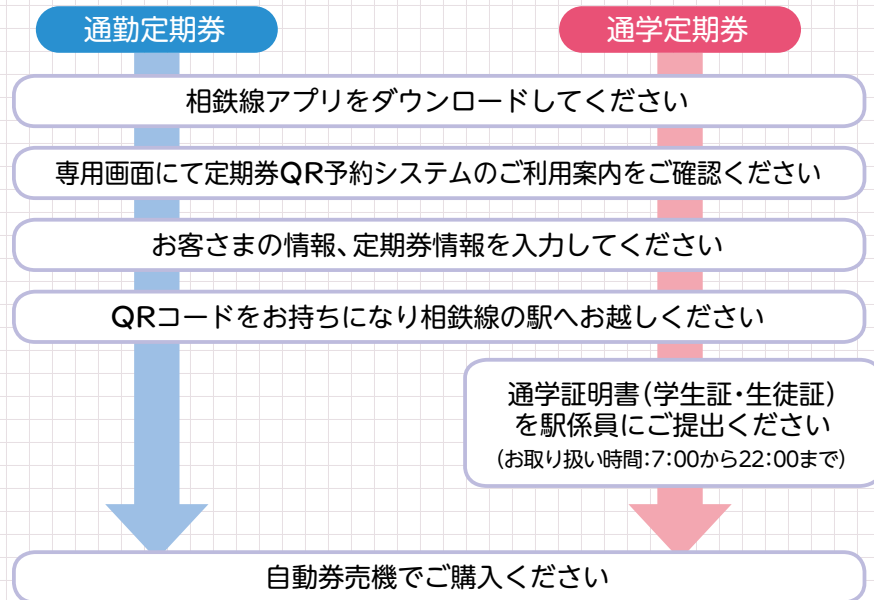 通勤定期券
通学定期券
相鉄線アプリをダウンロードしてください
専用画面にて定期券QR予約システムのご利用案内をご確認ください
お客さまの情報、定期券情報を入力してください
QRコードをお持ちになり相鉄線の駅へお越しください
通学証明書(学生証・生徒証)
を駅係員にご提出ください
(お取り扱い時間:7:00から22:00まで)
自動券売機でご購入ください